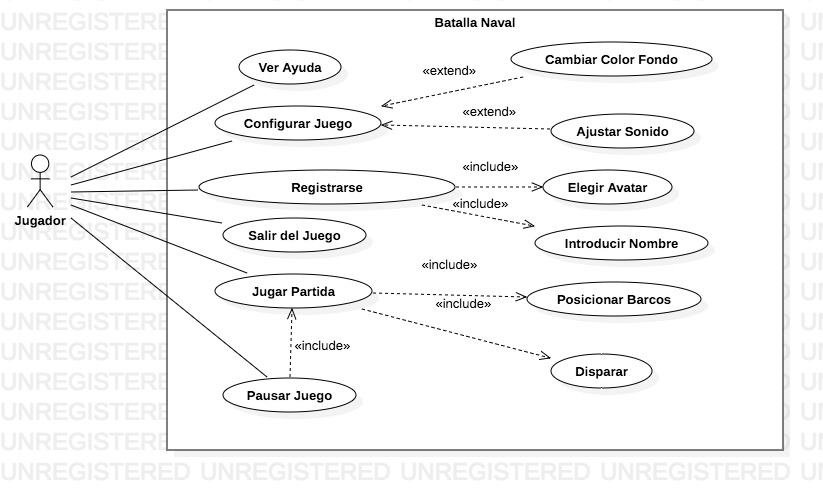 Batalla Naval
Ver Ayuda
«extend»
Cambiar Color Fondo
Configurar Juego
«extend»
Ajustar Sonido
Registrarse
«include»
Elegir Avatar
«include»
Jugador
Salir del Juego
Introducir Nombre
«include»
Jugar Partida
Posicionar Barcos
«include»
«include»
Disparar
Pausar Juego
UNREGISTERED UNREGISTERED UNREGISTERED UNREGISTERED UN